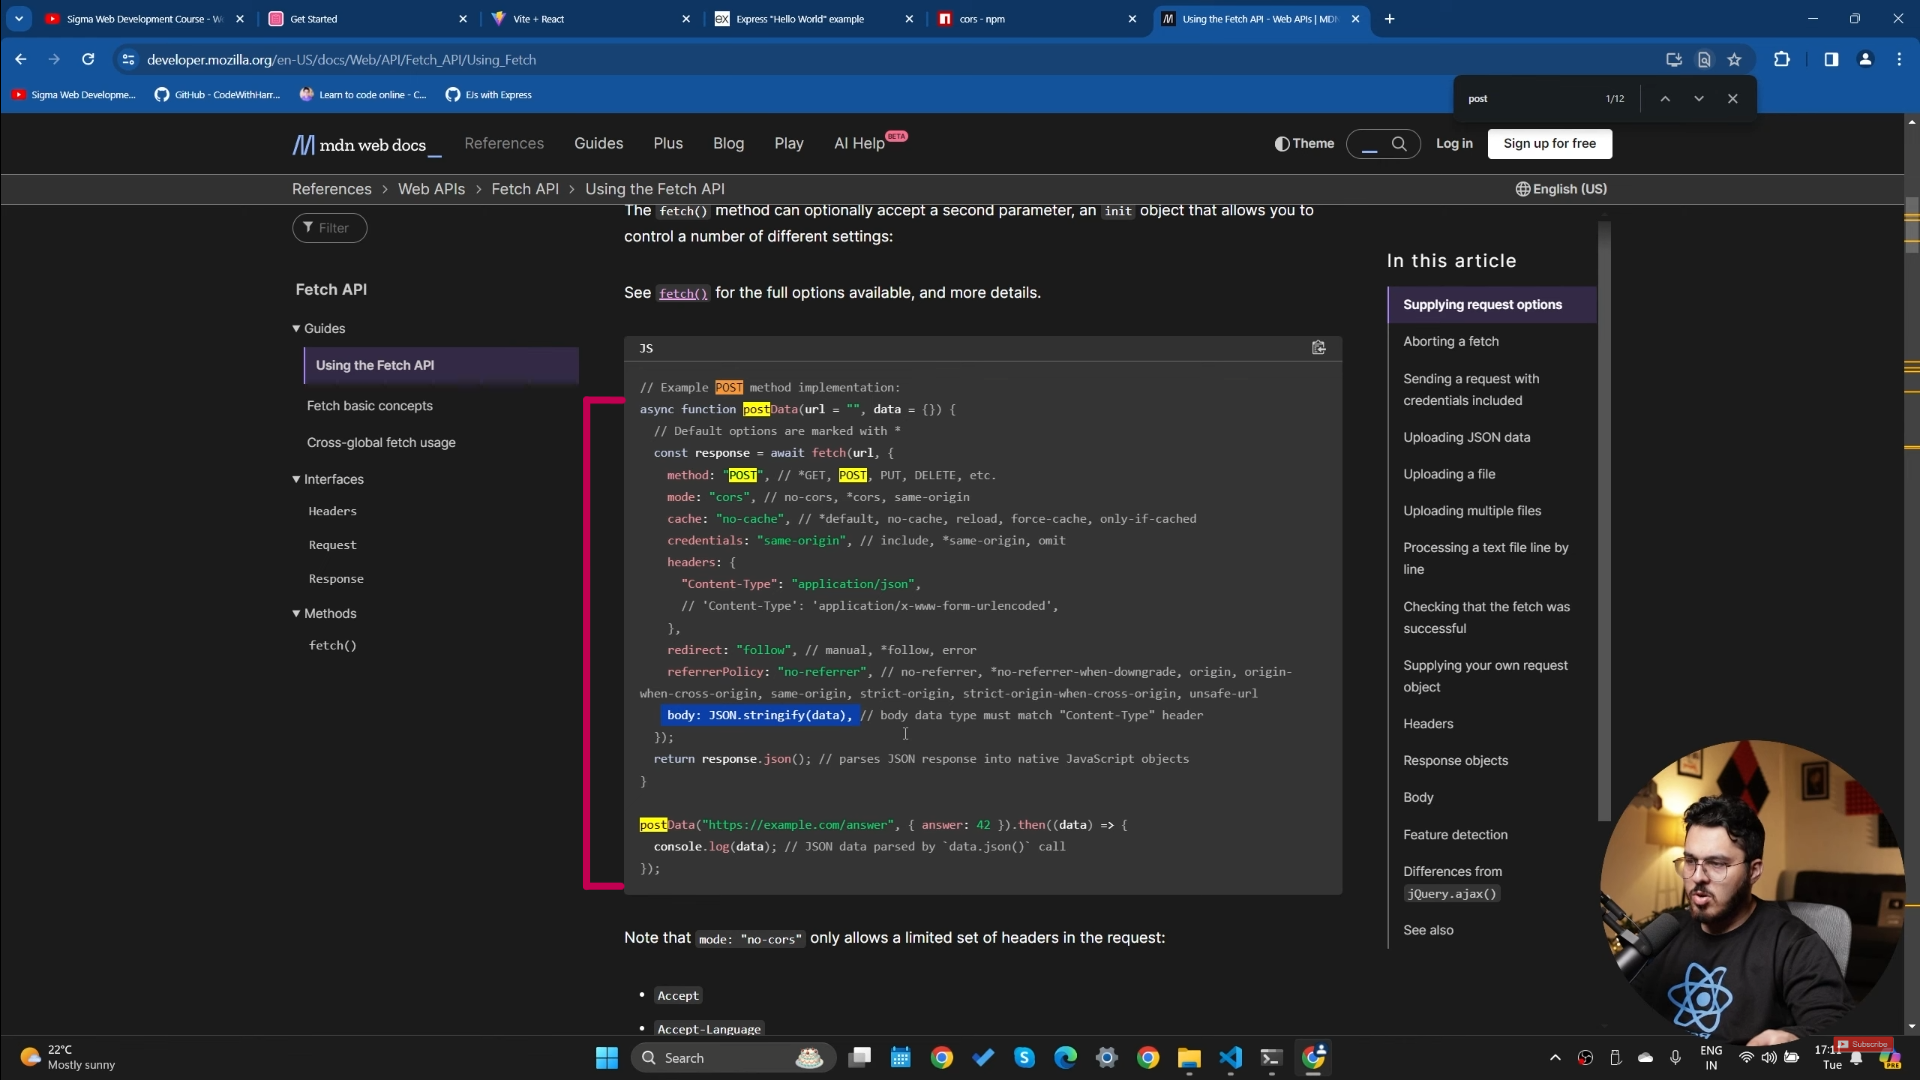 Sigma Web Development Course - W
Get Started
Vite + React
Express "Hello World" example
cors - npm
Using the Fetch API - Web APIs | MDN
developer.mozilla.org/en-US/docs/Web/API/Fetch_API/Using_Fetch
Sigma Web Developme...
GitHub - CodeWithHarr...
Learn to code online - C...
EJs with Express
post
1/12
mdn web docs
References
Guides
Plus
Blog
Play
AI Help BETA
Theme
Log in
Sign up for free
References > Web APIs > Fetch API > Using the Fetch API
English (US)
Filter
Fetch API
Guides
Using the Fetch API
Fetch basic concepts
Cross-global fetch usage
Interfaces
Headers
Request
Response
Methods
fetch()
The fetch() method can optionally accept a second parameter, an init object that allows you to
control a number of different settings:
See fetch() for the full options available, and more details.
JS
// Example POST method implementation:
async function postData(url = "", data = {}) {
// Default options are marked with *
const response = await fetch(url, {
method: "POST", // *GET, POST, PUT, DELETE, etc.
mode: "cors", // no-cors, *cors, same-origin
cache: "no-cache", // *default, no-cache, reload, force-cache, only-if-cached
credentials: "same-origin", // include, *same-origin, omit
headers: {
"Content-Type": "application/json",
// 'Content-Type': 'application/x-www-form-urlencoded',
},
redirect: "follow", // manual, *follow, error
referrerPolicy: "no-referrer", // no-referrer, *no-referrer-when-downgrade, origin, origin-
when-cross-origin, same-origin, strict-origin, strict-origin-when-cross-origin, unsafe-url
body: JSON.stringify(data), // body data type must match "Content-Type" header
});
return response.json(); // parses JSON response into native JavaScript objects
}
postData("https://example.com/answer", { answer: 42 }).then((data) => {
console.log(data); // JSON data parsed by `data.json()` call
});
Note that mode: "no-cors" only allows a limited set of headers in the request:
• Accept
• Accept-Language
In this article
Supplying request options
Aborting a fetch
Sending a request with
credentials included
Uploading JSON data
Uploading a file
Uploading multiple files
Processing a text file line by
line
Checking that the fetch was
successful
Supplying your own request
object
Headers
Response objects
Body
Feature detection
Differences from
jQuery.ajax()
See also
22°C
Mostly sunny
Search
ENG
IN
Tue
Subscribe
PRE